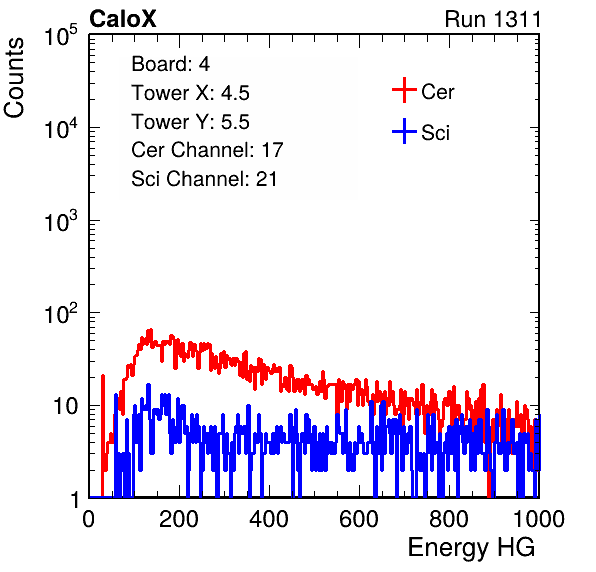 CaloX Run 1311
Counts
Board: 4
Tower X: 4.5
Tower Y: 5.5
Cer Channel: 17
Sci Channel: 21
Cer
Sci
10^5
10^4
10^3
10^2
10
1
0 200 400 600 800 1000
Energy HG